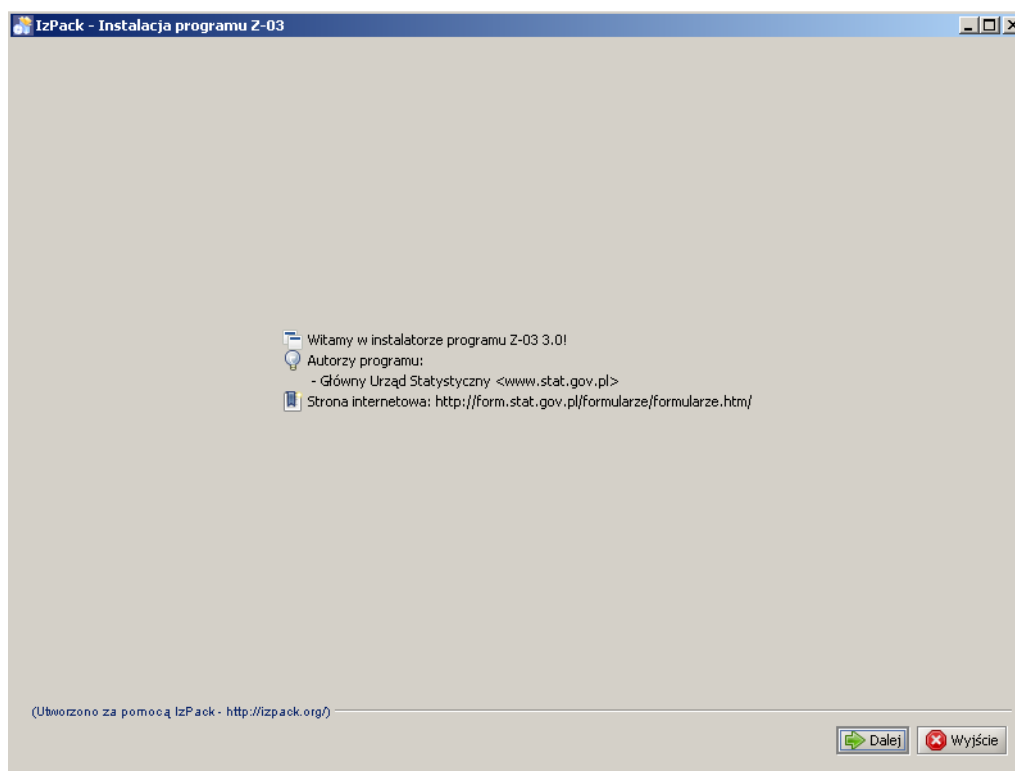 IzPack - Instalacja programu Z-03
Witamy w instalatorze programu Z-03 3.0!
Autorzy programu:
- Główny Urząd Statystyczny <www.stat.gov.pl>
Strona internetowa: http://form.stat.gov.pl/formularze/formularze.htm/
(Utworzono za pomocą IzPack - http://izpack.org/)
Dalej
Wyjście